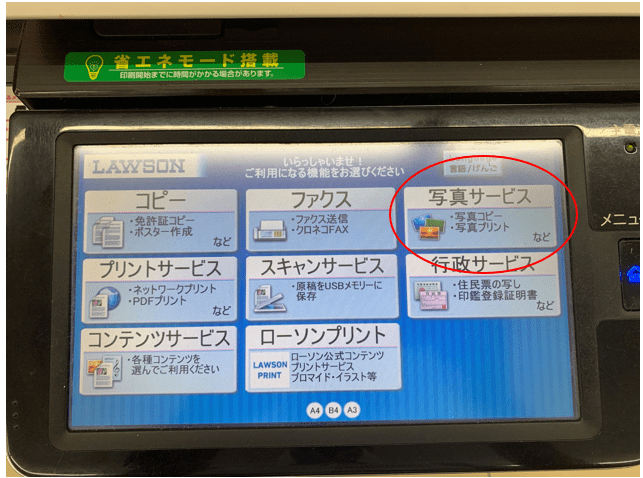 省エネモード搭載
印刷開始までに時間がかかる場合があります。
LAWSON
いらっしゃいませ!
ご利用になる機能をお選びください
言語/げんご
コピー
・免許証コピー
・ポスター作成
など
ファクス
・ファクス送信
・クロネコFAX
写真サービス
・写真コピー
・写真プリント
など
メニュ
プリントサービス
・ネットワークプリント
・PDFプリント
など
スキャンサービス
・原稿をUSBメモリーに
保存
行政サービス
・住民票の写し
・印鑑登録証明書
など
コンテンツサービス
・各種コンテンツを
選んでご利用ください
ローソンプリント
LAWSON
PRINT
ローソン公式コンテンツ
プリントサービス
ブロマイド・イラスト等
A4 B4 A3